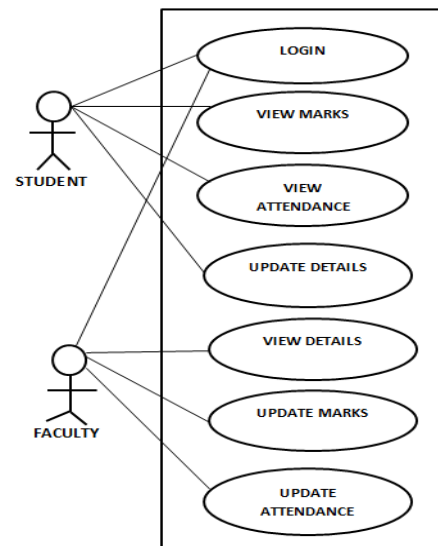 LOGIN
VIEW MARKS
STUDENT
VIEW
ATTENDANCE
UPDATE DETAILS
VIEW DETAILS
UPDATE MARKS
FACULTY
UPDATE
ATTENDANCE